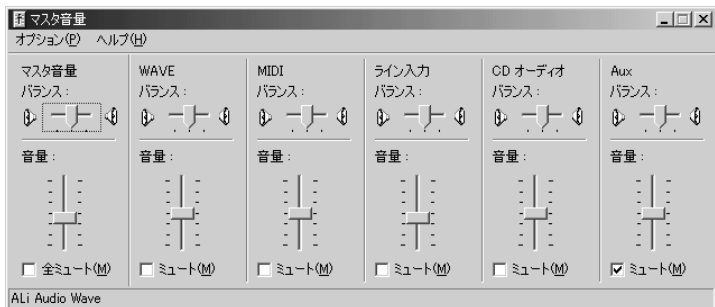 マスタ音量
オプション(P) ヘルプ(H)
マスタ音量
バランス:
音量:
全ミュート(M)
WAVE
バランス:
音量:
ミュート(M)
MIDI
バランス:
音量:
ミュート(M)
ライン入力
バランス:
音量:
ミュート(M)
CD オーディオ
バランス:
音量:
ミュート(M)
Aux
バランス:
音量:
ミュート(M)
ALi Audio Wave